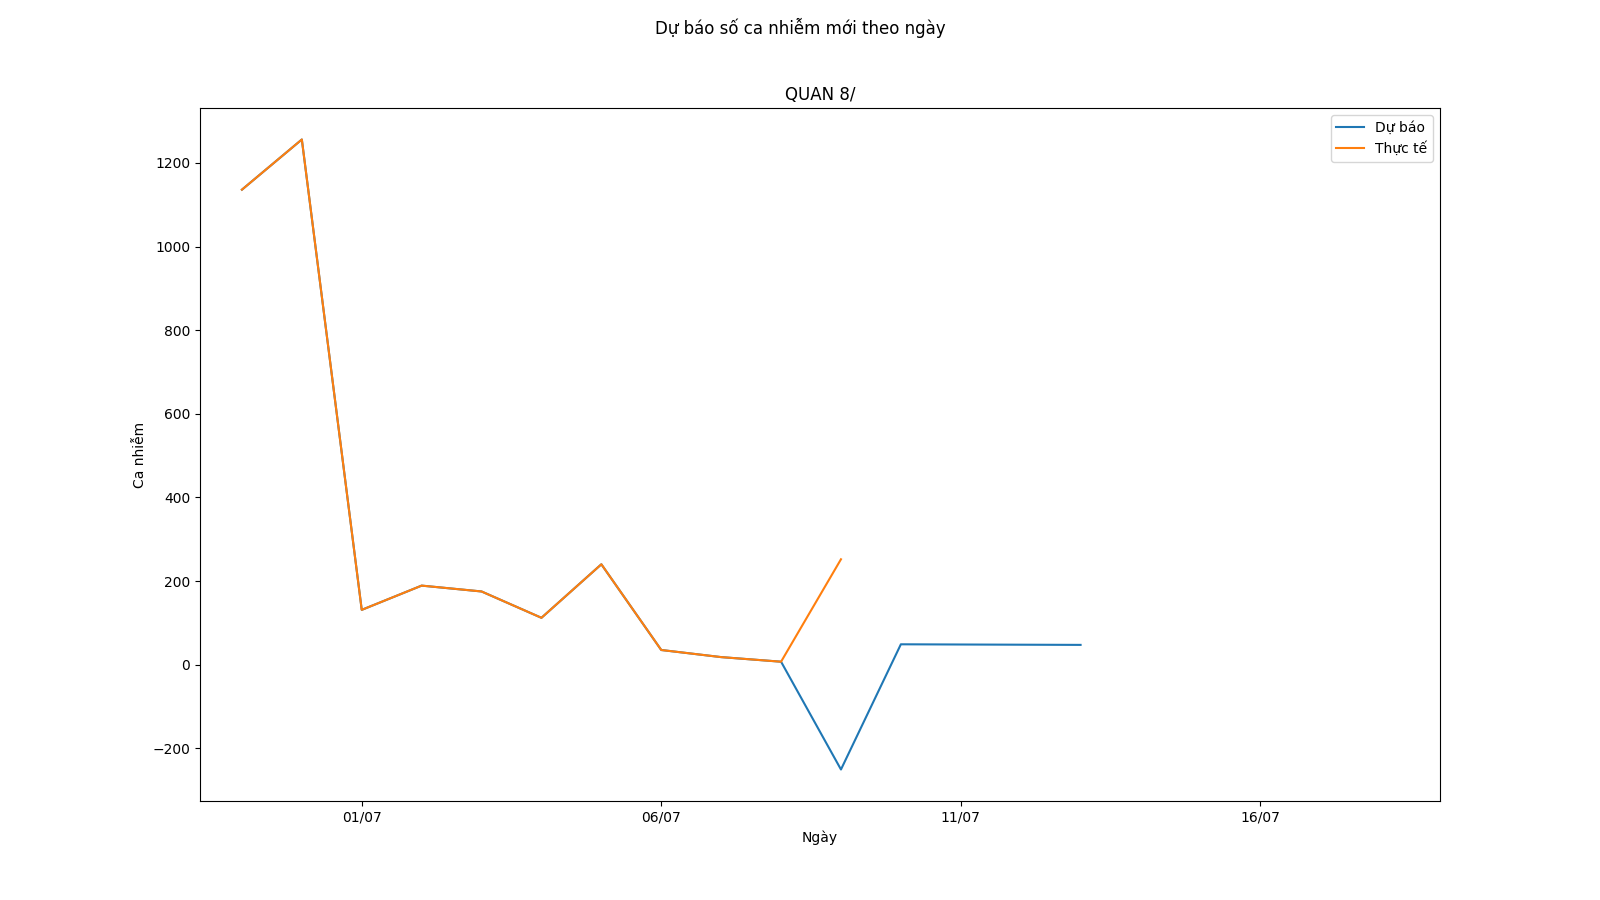 Dự báo số ca nhiễm mới theo ngày
QUAN 8/
Dự báo
Thực tế
1200
1000
800
600
400
200
0
−200
Ca nhiễm
01/07
06/07
11/07
16/07
Ngày